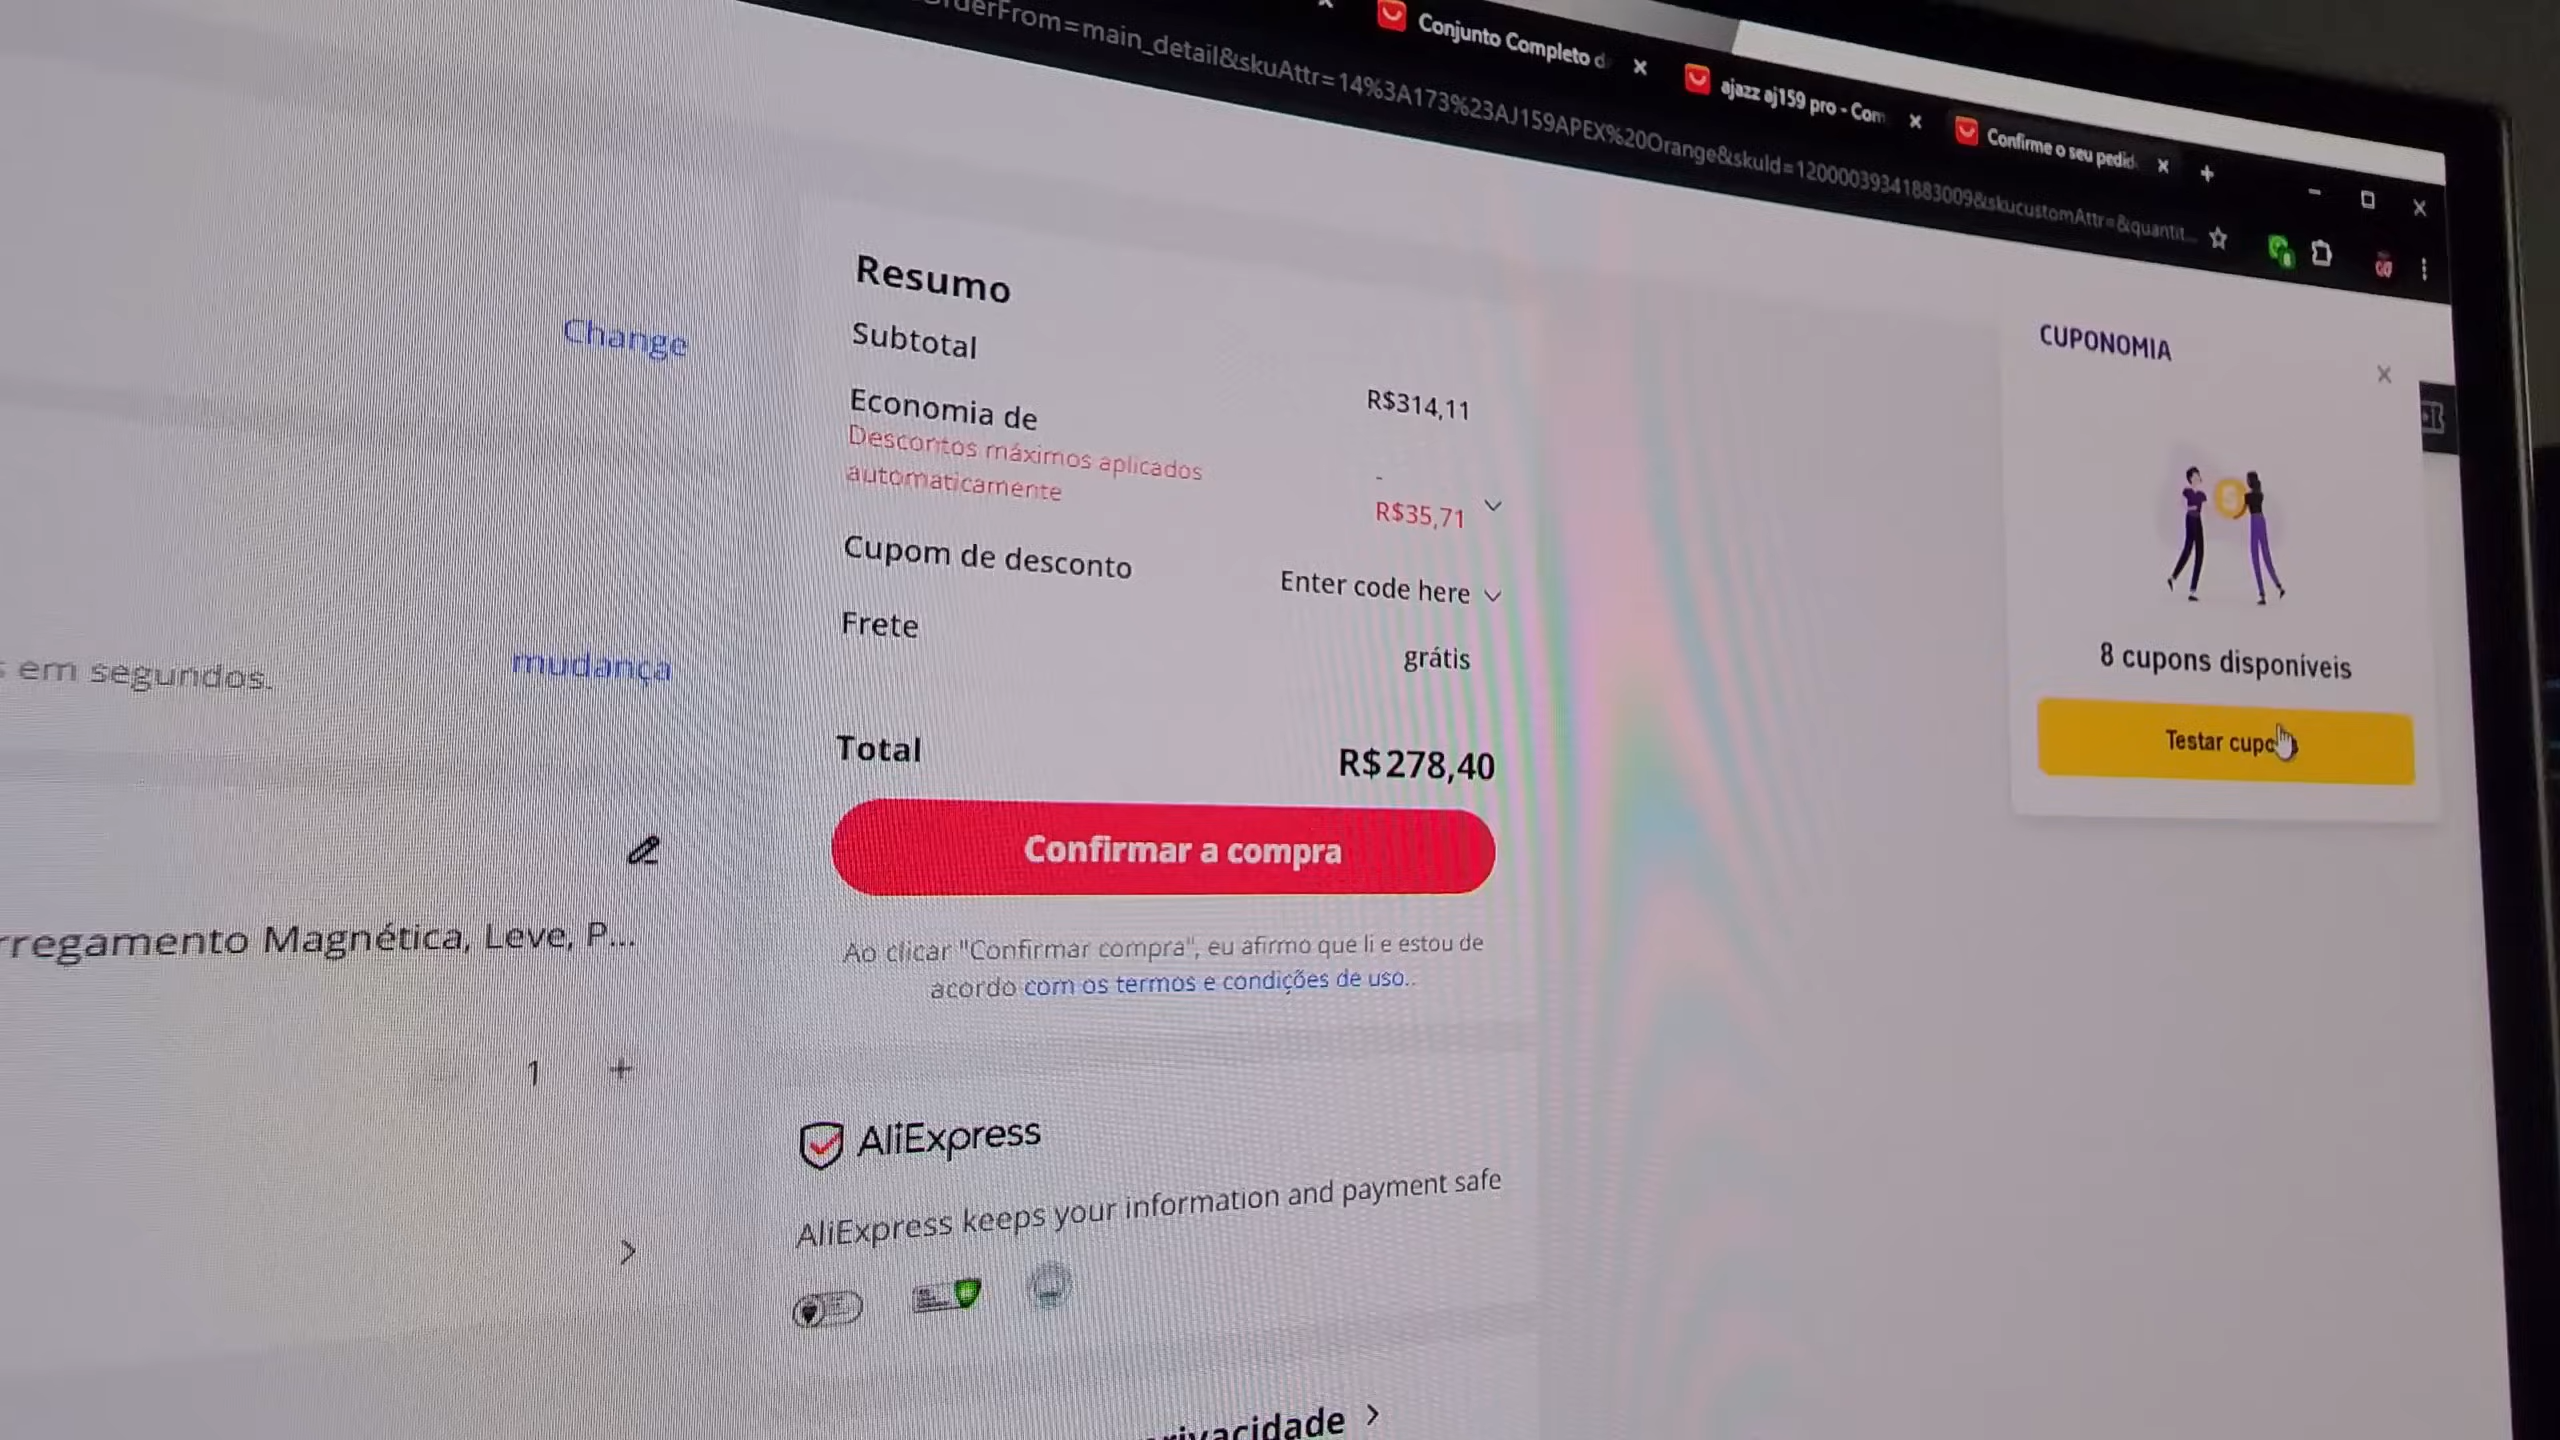 Conjunto Completo d
ajazz aj159 pro - Com
Confirme o seu pedid
erFrom=main_detail&skuAttr=14%3A173%23AJ159APEX%20Orange&skuId=12000039341883009&skucustomAttr=&quantit...
Resumo
Subtotal
R$314,11
Economia de
Descontos máximos aplicados
automaticamente
-
R$35,71
Cupom de desconto
Enter code here
Frete
grátis
Total
R$278,40
Confirmar a compra
Ao clicar "Confirmar compra", eu afirmo que li e estou de
acordo com os termos e condições de uso..
AliExpress
AliExpress keeps your information and payment safe
rivacidade
Change
s em segundos.
mudança
rregamento Magnética, Leve, P...
1 +
CUPONOMIA
8 cupons disponíveis
Testar cupo